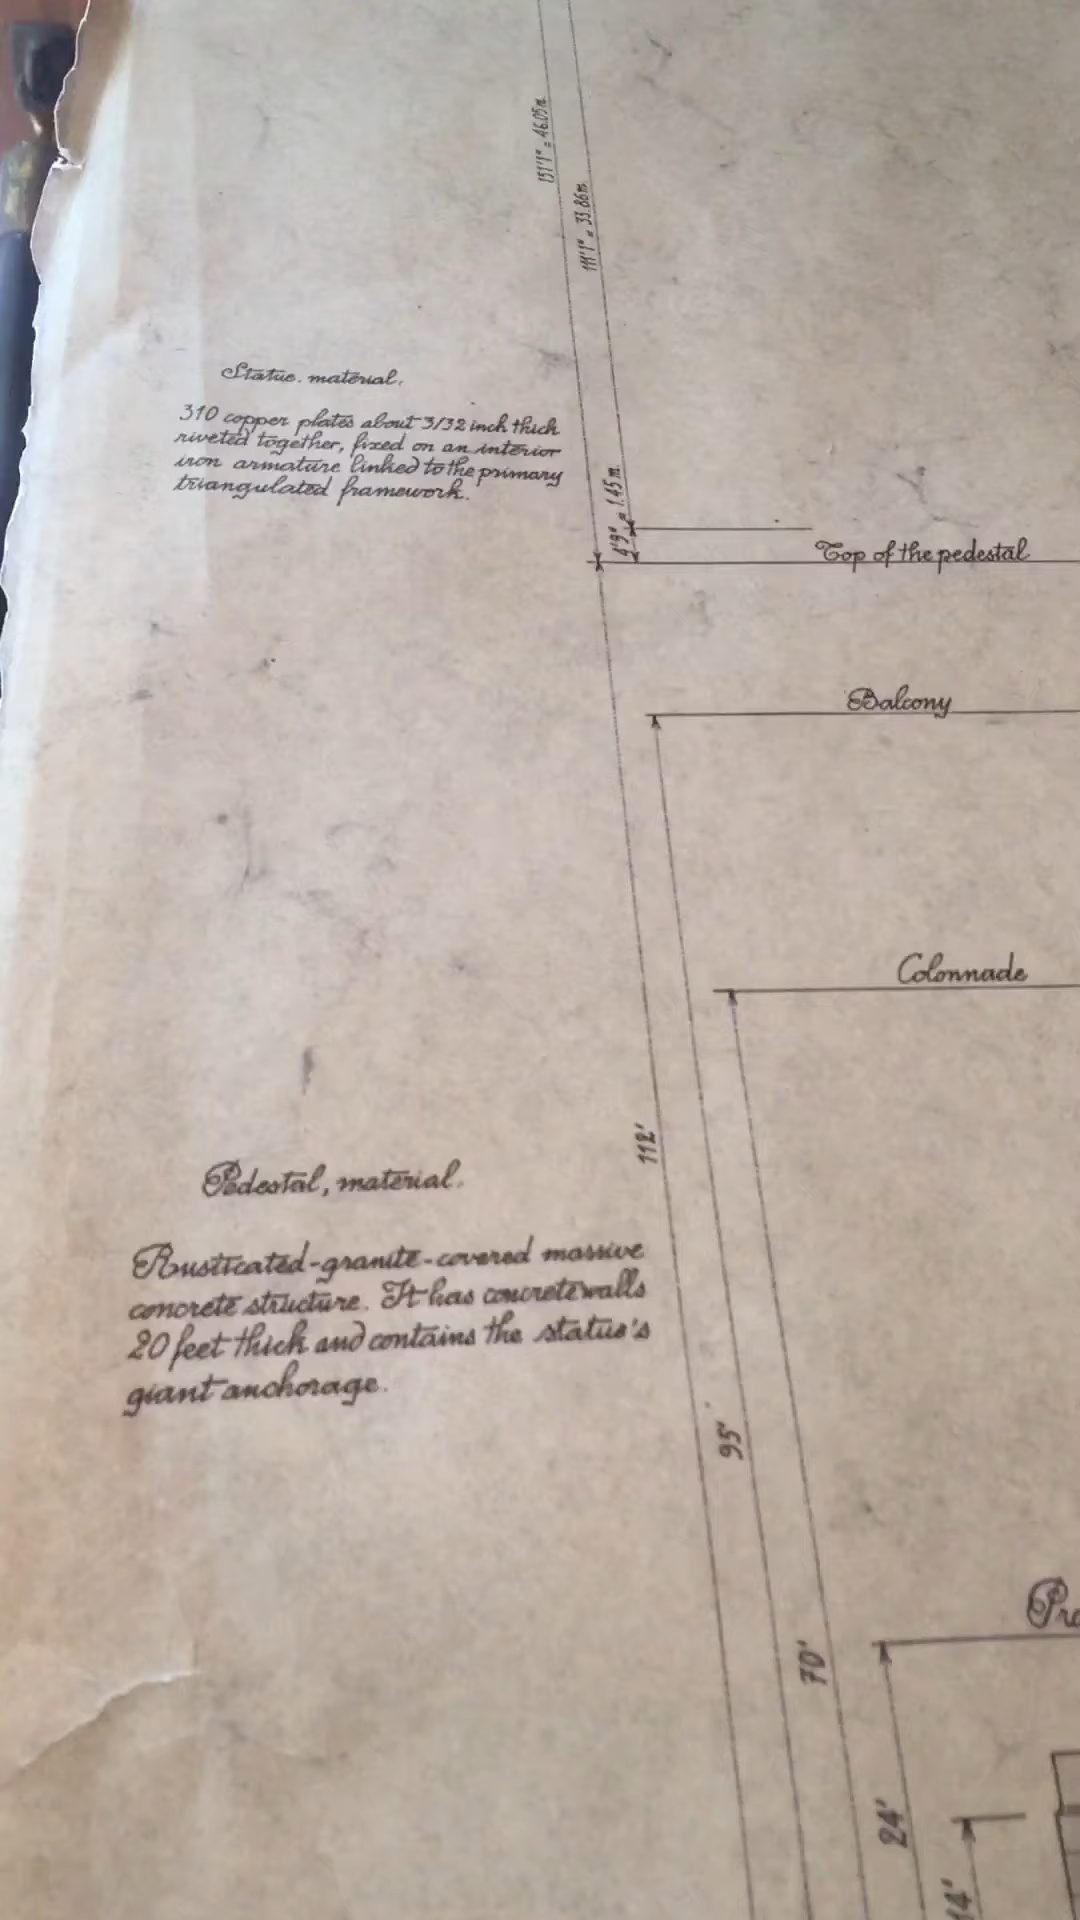 151'1" = 46.05m.
111'1" = 33.86m.
Statue. material.
310 copper plates about 3/32 inch thick
riveted together, fixed on an interior
iron armature linked to the primary
triangulated framework.
4'9" = 1.45 m.
Top of the pedestal
Balcony
Colonnade
112'
Pedestal, material.
Rusticated-granite-covered massive
concrete structure. It has concrete walls
20 feet thick and contains the statue's
giant anchorage.
95'
70'
24'
14'